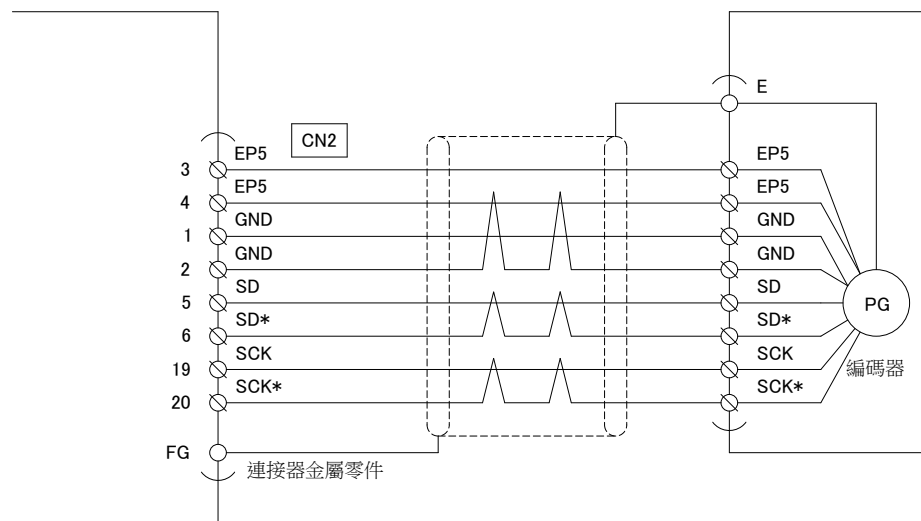 E
CN2
3 EP5 EP5
4 EP5 EP5
1 GND GND
2 GND GND
5 SD SD
PG
6 SD* SD*
19 SCK SCK
編碼器
20 SCK* SCK*
FG
連接器金屬零件